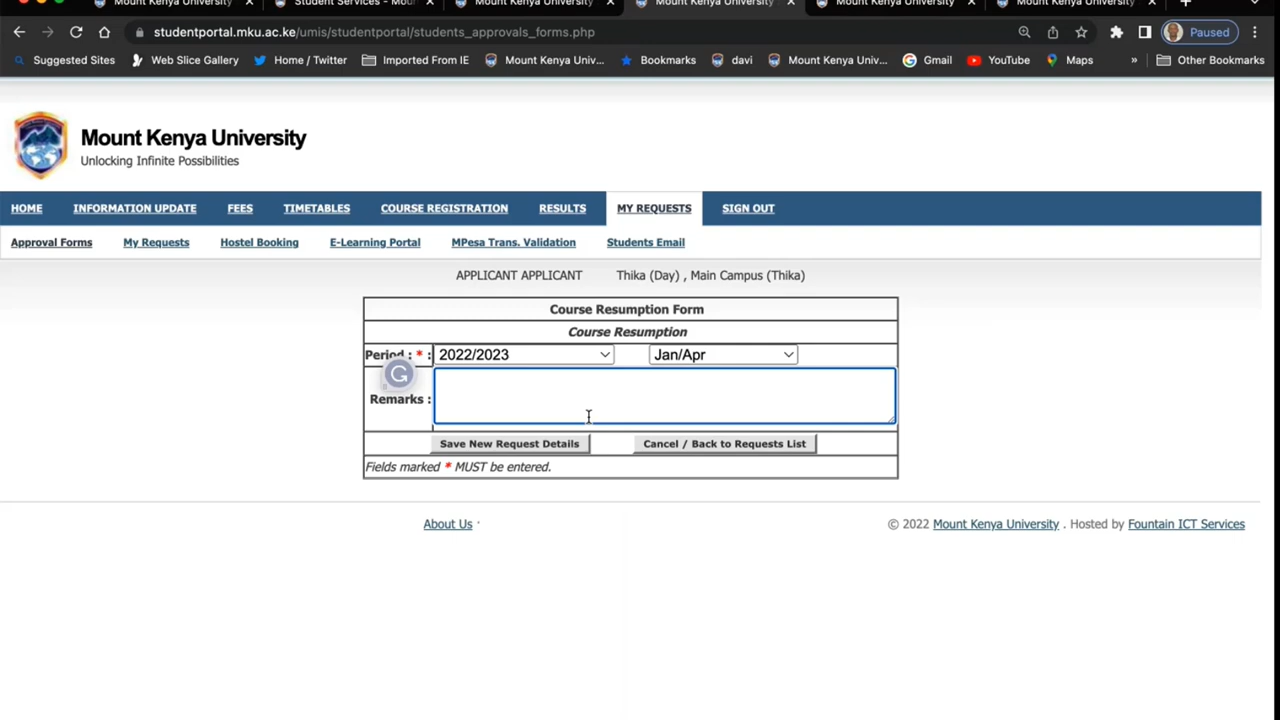 Mount Kenya University
Student Services - Moun
Mount Kenya University
Mount Kenya University
Mount Kenya University
Mount Kenya University
studentportal.mku.ac.ke/umis/studentportal/students_approvals_forms.php
Paused
Suggested Sites
Web Slice Gallery
Home / Twitter
Imported From IE
Mount Kenya Univ...
Bookmarks
davi
Mount Kenya Univ...
Gmail
YouTube
Maps
»
Other Bookmarks
Mount Kenya University
Unlocking Infinite Possibilities
HOME INFORMATION UPDATE FEES TIMETABLES COURSE REGISTRATION RESULTS MY REQUESTS SIGN OUT
Approval Forms My Requests Hostel Booking E-Learning Portal MPesa Trans. Validation Students Email
APPLICANT APPLICANT Thika (Day) , Main Campus (Thika)
Course Resumption Form
Course Resumption
Period : * : 2022/2023 Jan/Apr
Remarks :
Save New Request Details Cancel / Back to Requests List
Fields marked * MUST be entered.
About Us ·
© 2022 Mount Kenya University . Hosted by Fountain ICT Services